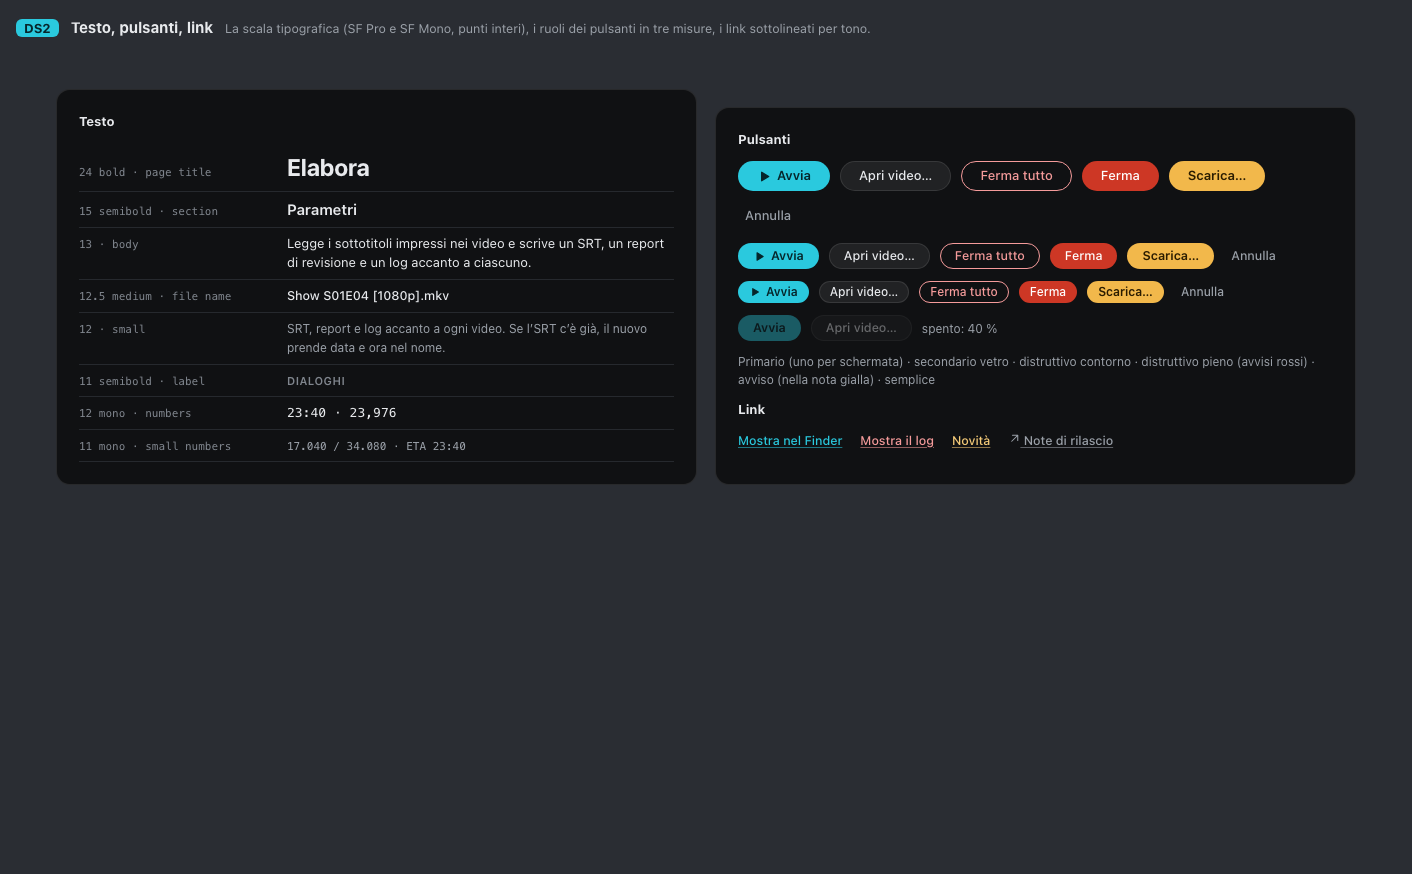 DS2 Testo, pulsanti, link La scala tipografica (SF Pro e SF Mono, punti interi), i ruoli dei pulsanti in tre misure, i link sottolineati per tono.
Testo
24 bold · page title Elabora
15 semibold · section Parametri
13 · body Legge i sottotitoli impressi nei video e scrive un SRT, un report
di revisione e un log accanto a ciascuno.
12.5 medium · file name Show S01E04 [1080p].mkv
12 · small SRT, report e log accanto a ogni video. Se l'SRT c'è già, il nuovo
prende data e ora nel nome.
11 semibold · label DIALOGHI
12 mono · numbers 23:40 · 23,976
11 mono · small numbers 17.040 / 34.080 · ETA 23:40
Pulsanti
Avvia Apri video… Ferma tutto Ferma Scarica…
Annulla
Avvia Apri video… Ferma tutto Ferma Scarica… Annulla
Avvia Apri video… Ferma tutto Ferma Scarica… Annulla
Avvia Apri video… spento: 40 %
Primario (uno per schermata) · secondario vetro · distruttivo contorno · distruttivo pieno (avvisi rossi) ·
avviso (nella nota gialla) · semplice
Link
Mostra nel Finder Mostra il log Novità ↗ Note di rilascio